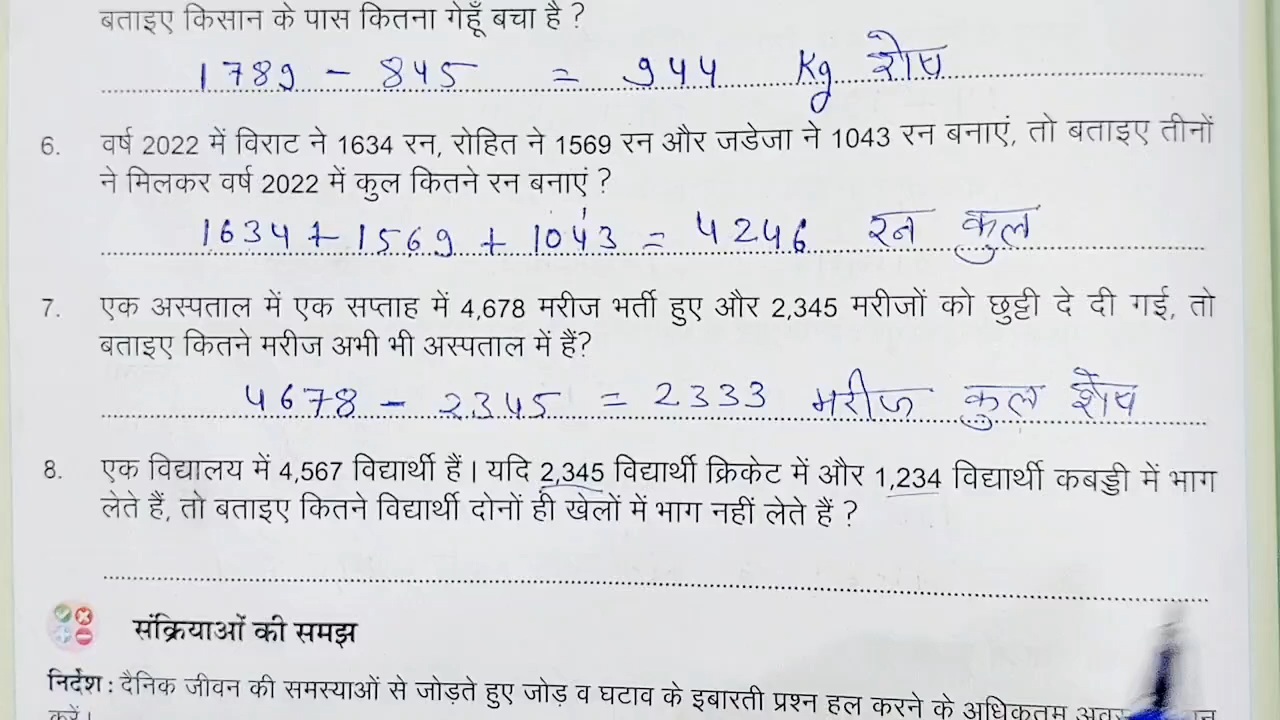 बताइए किसान के पास कितना गेहूँ बचा है ?
1789 - 845 = 944 Kg शेष
6. वर्ष 2022 में विराट ने 1634 रन, रोहित ने 1569 रन और जडेजा ने 1043 रन बनाएं, तो बताइए तीनों
ने मिलकर वर्ष 2022 में कुल कितने रन बनाएं ?
1634 + 1569 + 1043 = 4246 रन कुल
7. एक अस्पताल में एक सप्ताह में 4,678 मरीज भर्ती हुए और 2,345 मरीजों को छुट्टी दे दी गई, तो
बताइए कितने मरीज अभी भी अस्पताल में हैं?
4678 - 2345 = 2333 मरीज कुल शेष
8. एक विद्यालय में 4,567 विद्यार्थी हैं। यदि 2,345 विद्यार्थी क्रिकेट में और 1,234 विद्यार्थी कबड्डी में भाग
लेते हैं, तो बताइए कितने विद्यार्थी दोनों ही खेलों में भाग नहीं लेते हैं ?
संक्रियाओं की समझ
निर्देश : दैनिक जीवन की समस्याओं से जोड़ते हुए जोड़ व घटाव के इबारती प्रश्न हल करने के अधिकतम
करें।